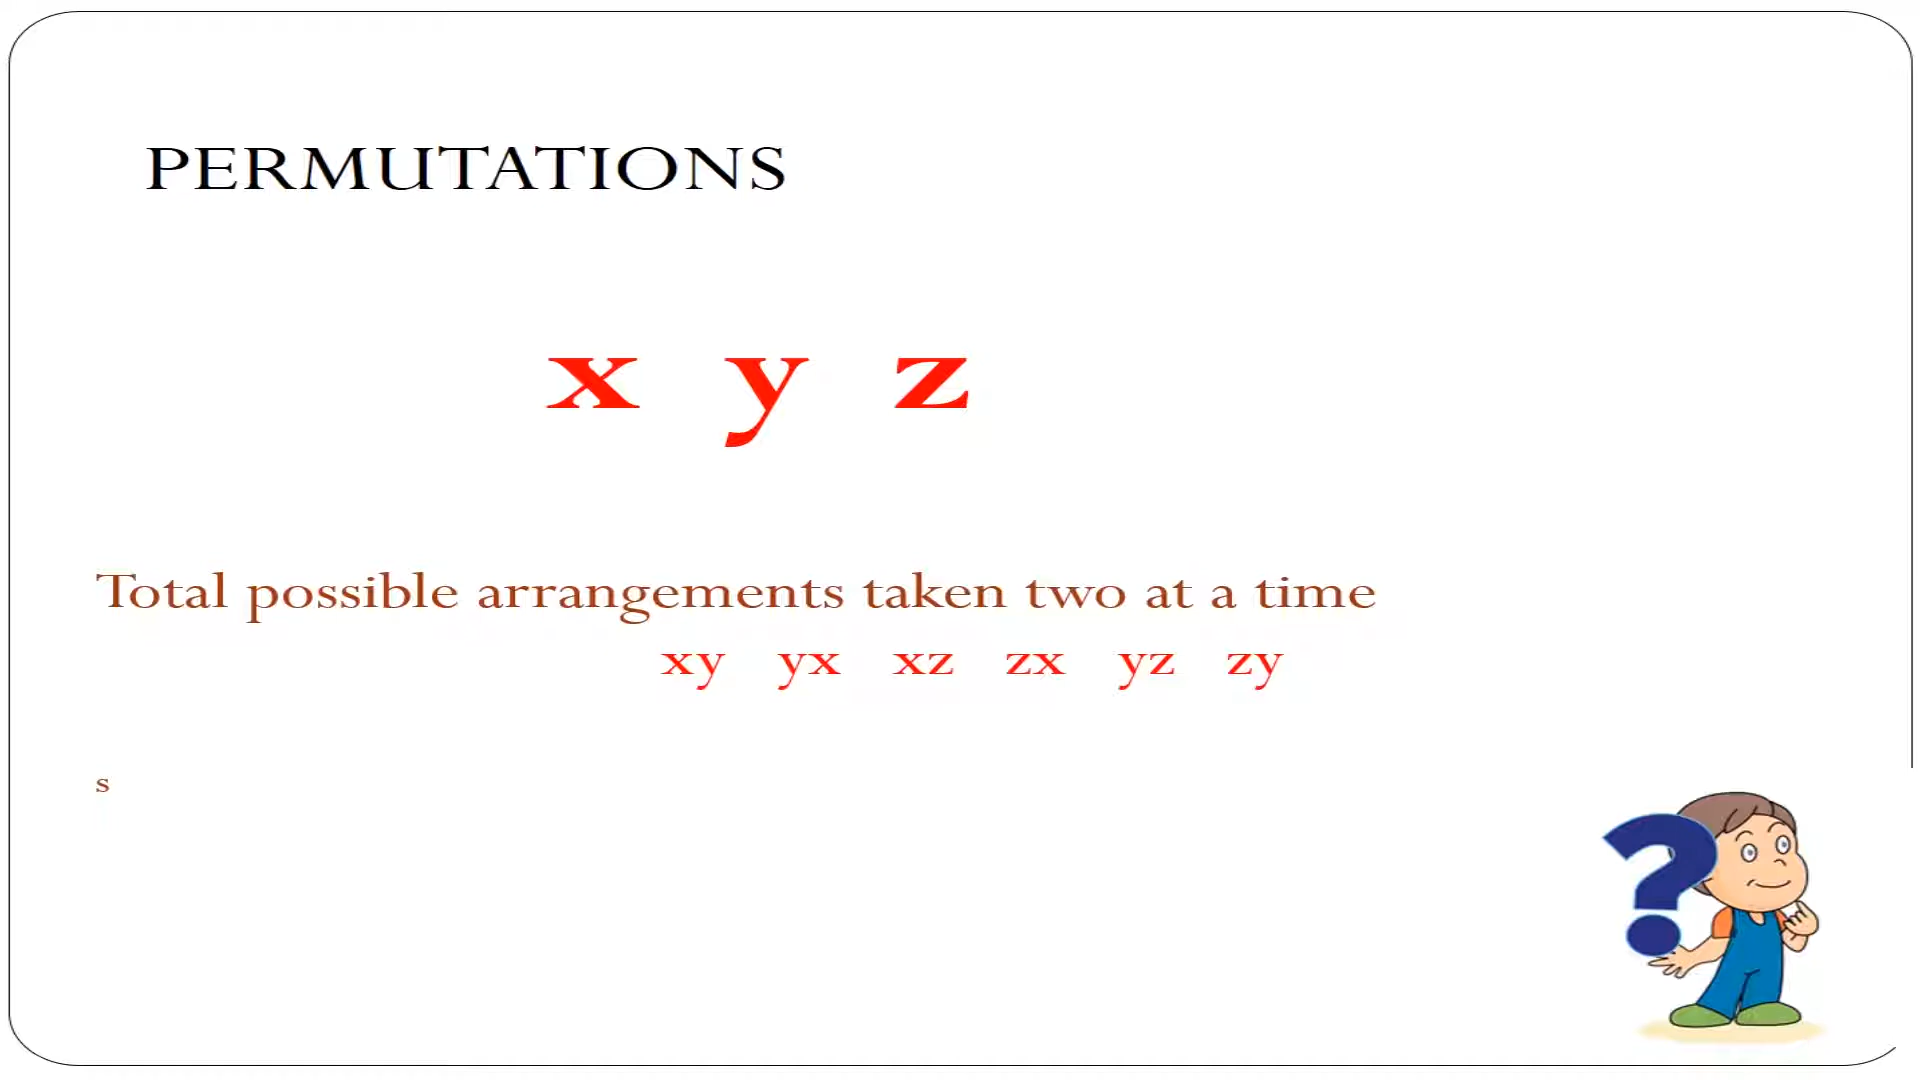 PERMUTATIONS
x y z
Total possible arrangements taken two at a time
xy yx xz zx yz zy
s
?